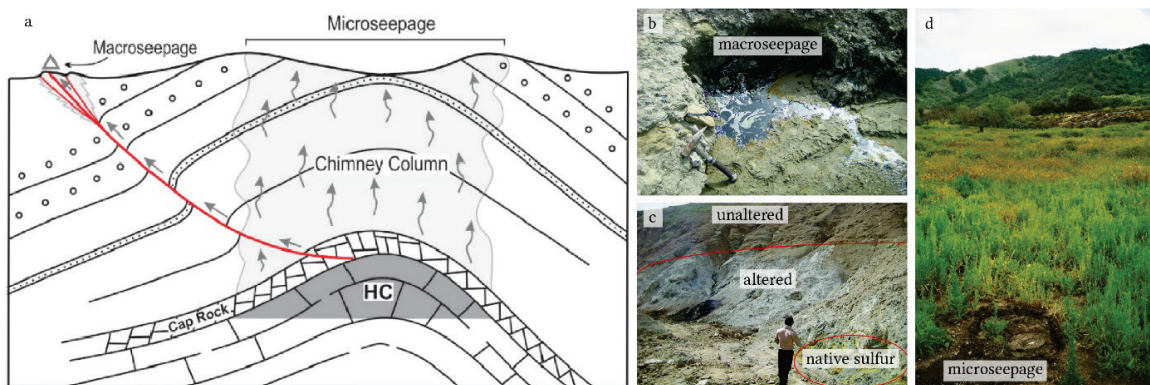 a
Microseepage
Macroseepage
Chimney Column
HC
Cap Rock
b
macroseepage
c
unaltered
altered
native sulfur
d
microseepage